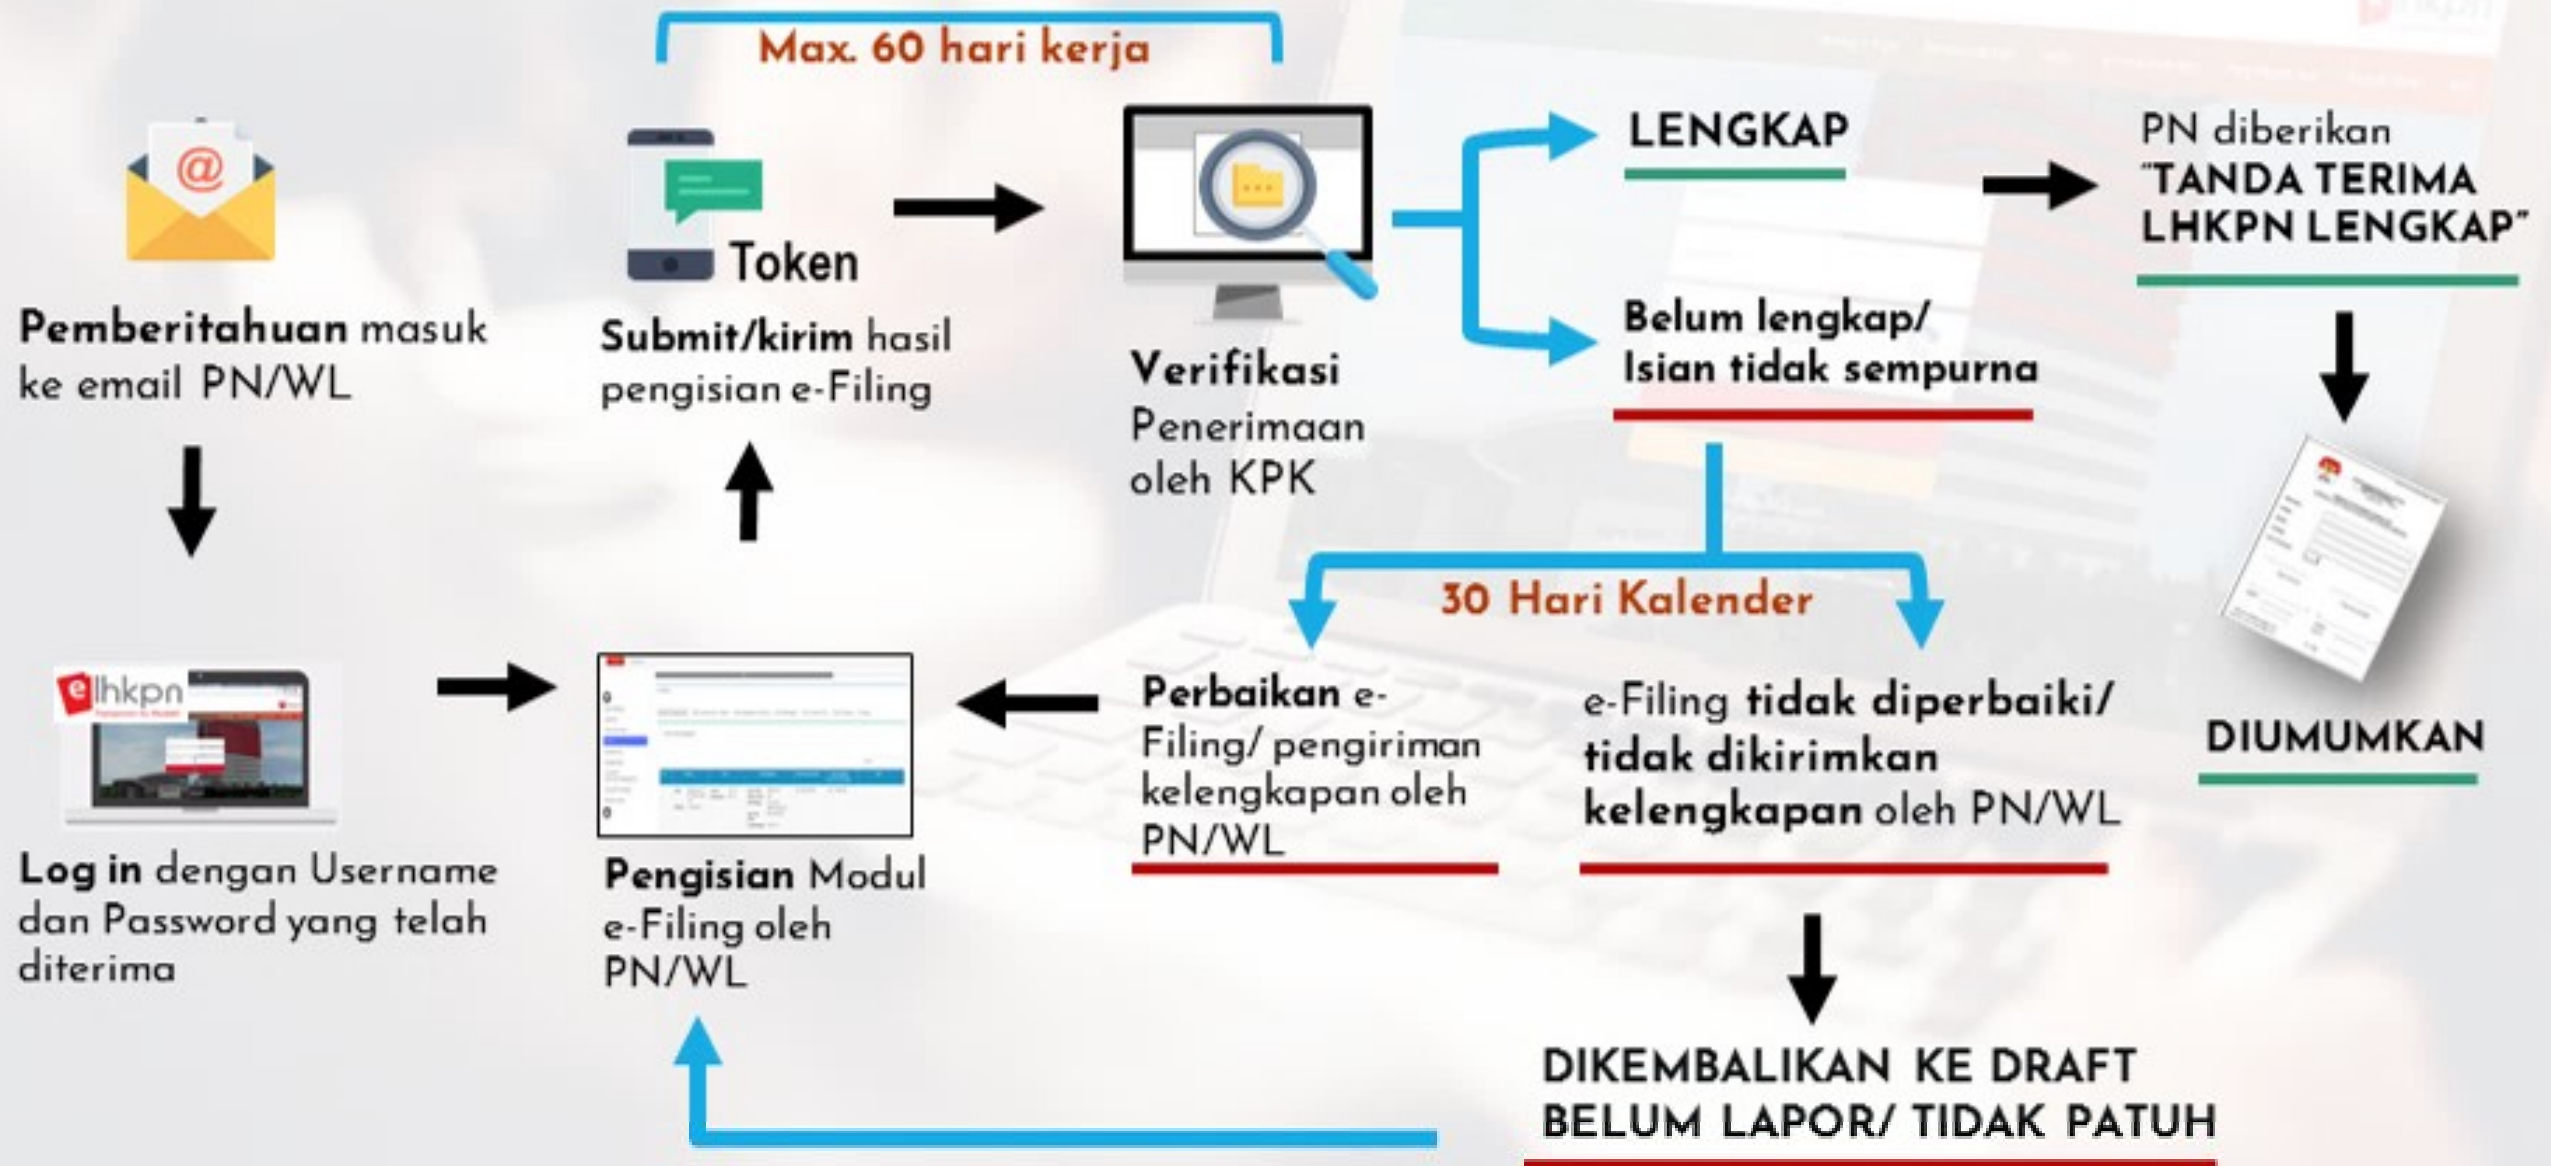 Max. 60 hari kerja
Token
Pemberitahuan masuk
ke email PN/WL
Submit/kirim hasil
pengisian e-Filing
Verifikasi
Penerimaan
oleh KPK
LENGKAP
PN diberikan
"TANDA TERIMA
LHKPN LENGKAP"
Belum lengkap/
Isian tidak sempurna
30 Hari Kalender
elhkpn
Log in dengan Username
dan Password yang telah
diterima
Pengisian Modul
e-Filing oleh
PN/WL
Perbaikan e-
Filing/ pengiriman
kelengkapan oleh
PN/WL
e-Filing tidak diperbaiki/
tidak dikirimkan
kelengkapan oleh PN/WL
DIUMUMKAN
DIKEMBALIKAN KE DRAFT
BELUM LAPOR/ TIDAK PATUH